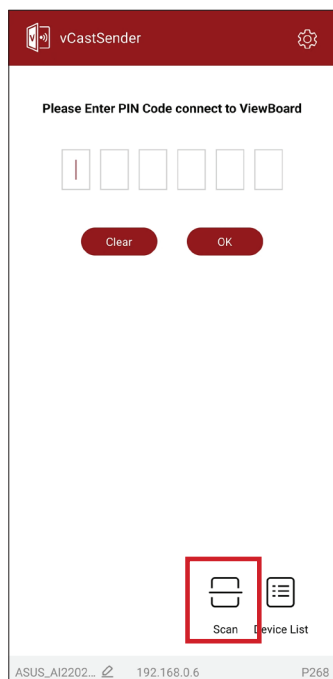 vCastSender
Please Enter PIN Code connect to ViewBoard
Clear OK
Scan Device List
ASUS_AI2202... 192.168.0.6 P268